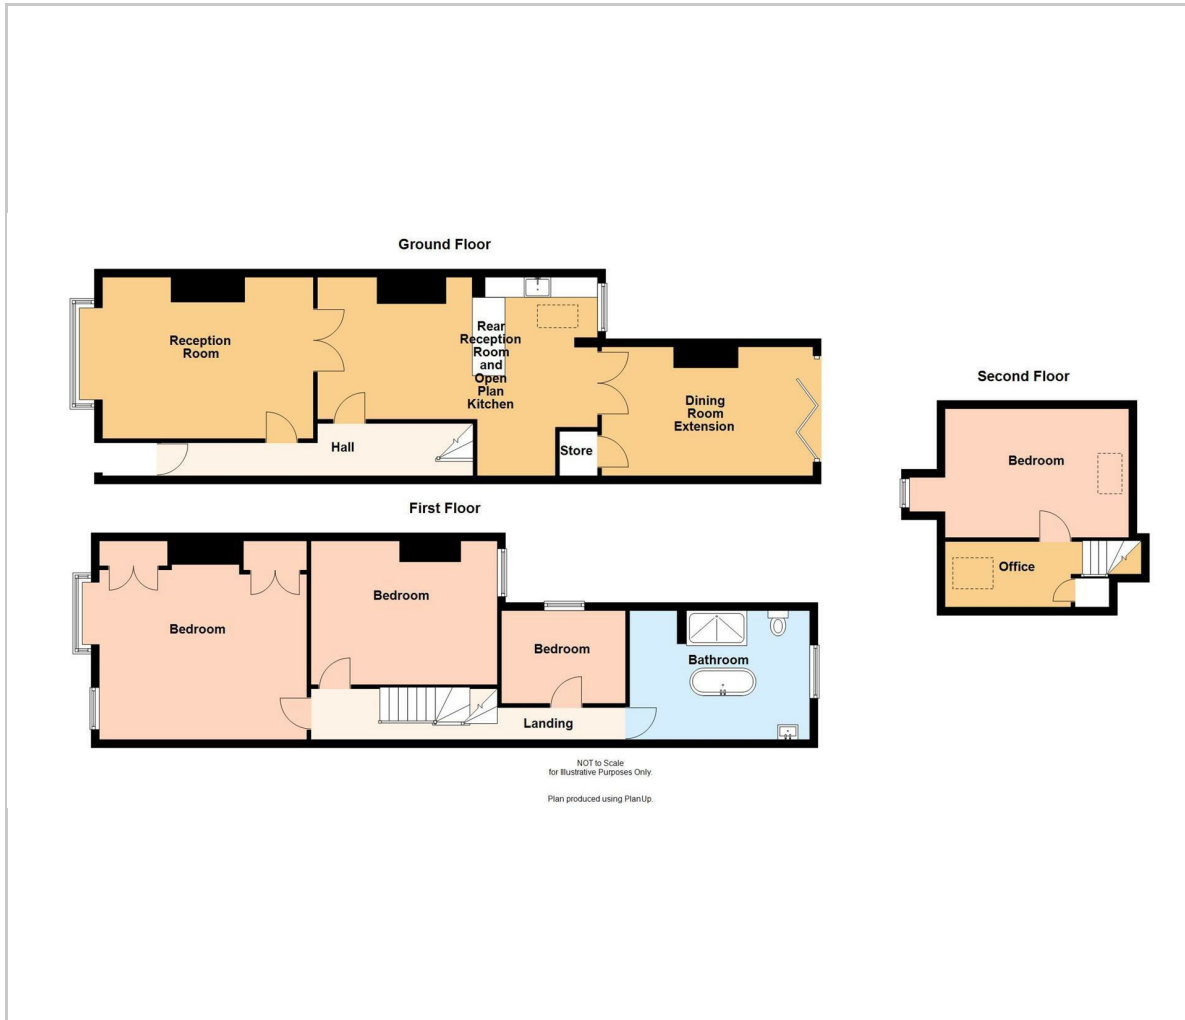 Ground Floor
Reception
Room
Rear
Reception
Room
and
Open
Plan
Kitchen
Dining
Room
Extension
Hall
Store
First Floor
Bedroom
Bedroom
Bedroom
Bathroom
Landing
Second Floor
Bedroom
Office
NOT to Scale
for Illustrative Purposes Only.
Plan produced using PlanUp.